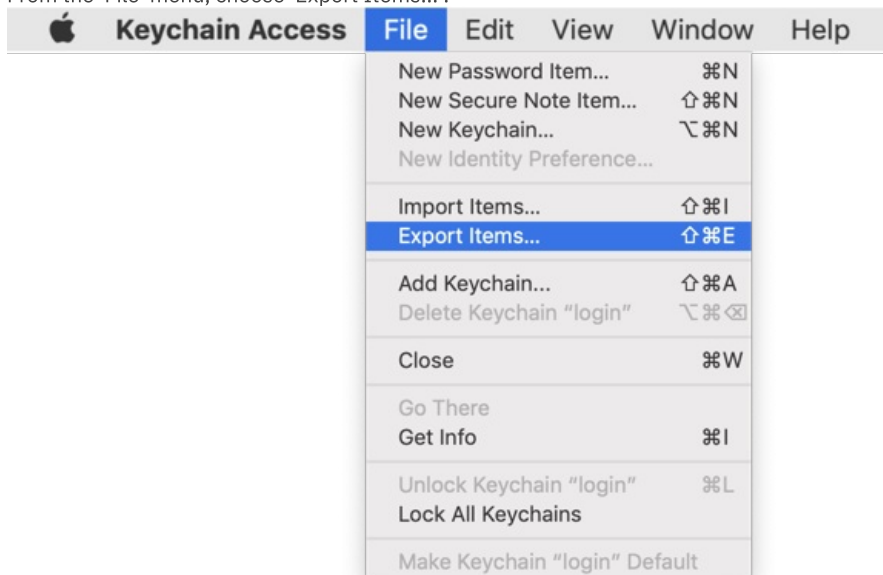 Keychain Access File Edit View Window Help
New Password Item... ⌘N
New Secure Note Item... ⇧⌘N
New Keychain... ⌥⌘N
New Identity Preference...
Import Items... ⇧⌘I
Export Items... ⇧⌘E
Add Keychain... ⇧⌘A
Delete Keychain “login” ⌥⌘⌫
Close ⌘W
Go There
Get Info ⌘I
Unlock Keychain “login” ⌘L
Lock All Keychains
Make Keychain “login” Default